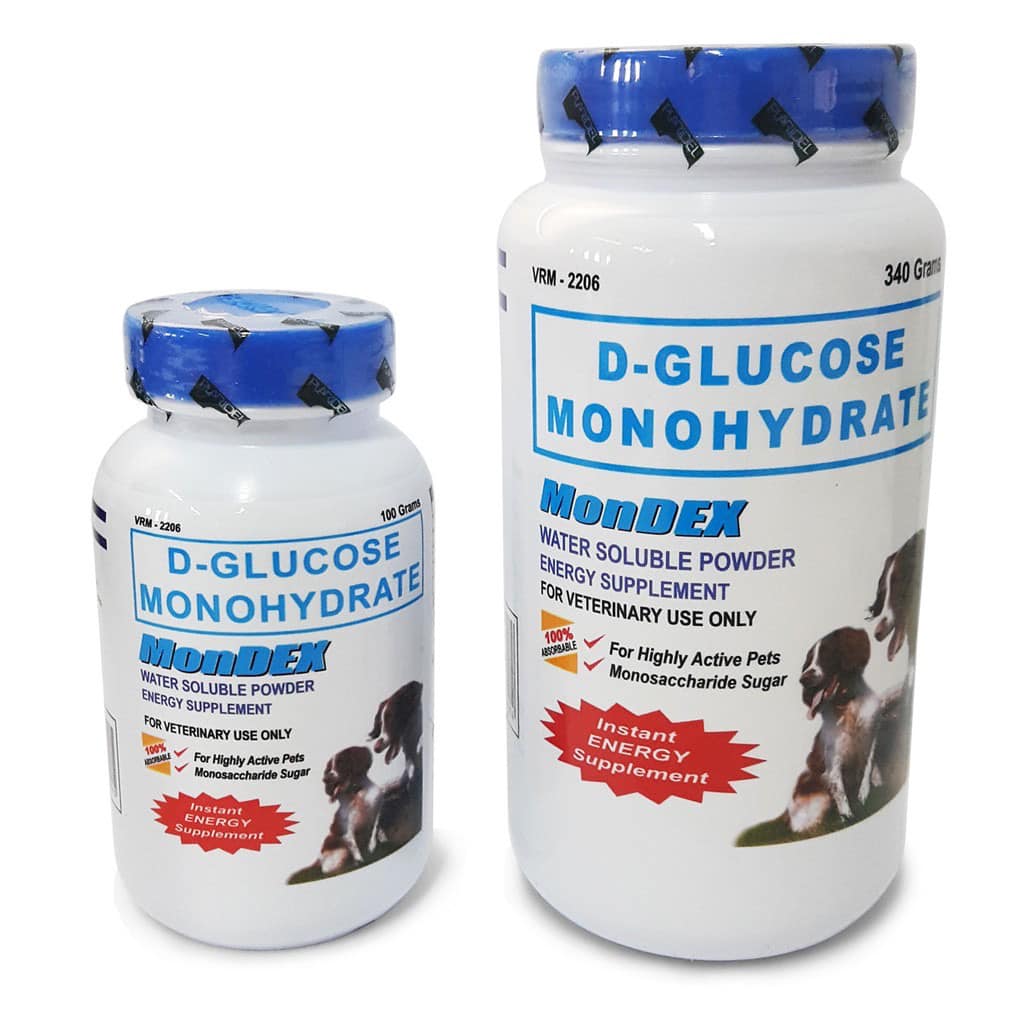 VRM - 2206
100 Grams
D-GLUCOSE
MONOHYDRATE
MonDEX
WATER SOLUBLE POWDER
ENERGY SUPPLEMENT
FOR VETERINARY USE ONLY
100%
ABSORBABLE
For Highly Active Pets
Monosaccharide Sugar
Instant
ENERGY
Supplement
VRM - 2206
340 Grams
D-GLUCOSE
MONOHYDRATE
MonDEX
WATER SOLUBLE POWDER
ENERGY SUPPLEMENT
FOR VETERINARY USE ONLY
100%
ABSORBABLE
For Highly Active Pets
Monosaccharide Sugar
Instant
ENERGY
Supplement